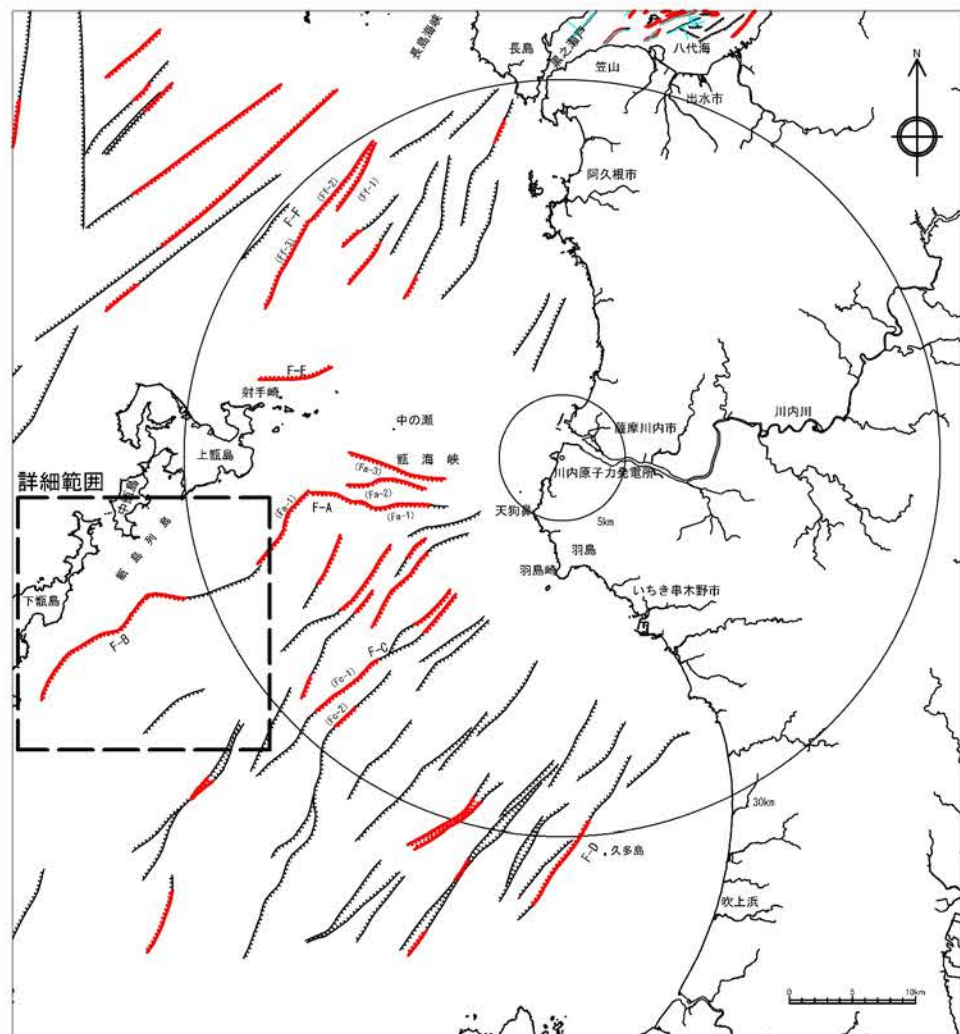 長島海峡
長島
黒之瀬戸
八代海
笠山
出水市
N
阿久根市
(Ff-2)
(Ff-1)
F-F
(Ff-3)
F-E
射手崎
中の瀬
川内川
薩摩川内市
上甑島
甑海峡
(Fa-3)
川内原子力発電所
詳細範囲
中甑島
(Fa-2)
(Fa-1)
F-A
(Fa-1)
天狗鼻
5km
甑島列島
羽島
羽島崎
下甑島
いちき串木野市
F-B
F-C
(Fc-1)
(Fc-2)
30km
F-D
久多島
吹上浜
0 5 10km